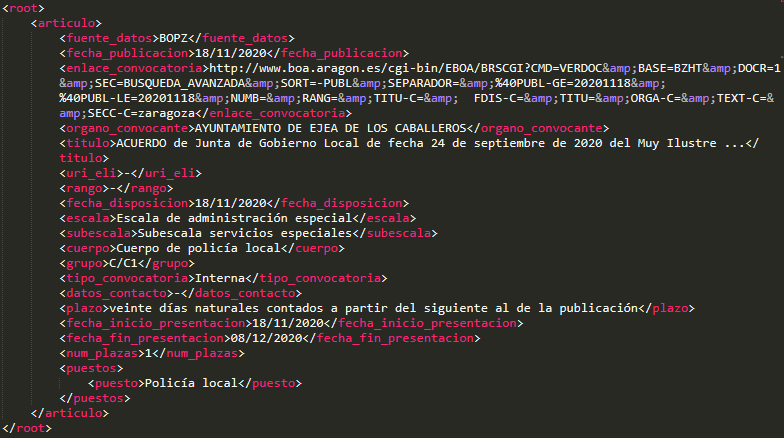 <root>
<articulo>
<fuente_datos>BOPZ</fuente_datos>
<fecha_publicacion>18/11/2020</fecha_publicacion>
<enlace_convocatoria>http://www.boa.aragon.es/cgi-bin/EBOA/BRSCGI?CMD=VERDOC&amp;BASE=BZHT&amp;DOCR=1
&amp;SEC=BUSQUEDA_AVANZADA&amp;SORT=-PUBL&amp;SEPARADOR=&amp;%40PUBL-GE=20201118&amp;
%40PUBL-LE=20201118&amp;NUMB=&amp;RANG=&amp;TITU-C=&amp;  FDIS-C=&amp;TITU=&amp;ORGA-C=&amp;TEXT-C=&
amp;SECC-C=zaragoza</enlace_convocatoria>
<organo_convocante>AYUNTAMIENTO DE EJEA DE LOS CABALLEROS</organo_convocante>
<titulo>ACUERDO de Junta de Gobierno Local de fecha 24 de septiembre de 2020 del Muy Ilustre ...</
titulo>
<uri_eli>-</uri_eli>
<rango>-</rango>
<fecha_disposicion>18/11/2020</fecha_disposicion>
<escala>Escala de administración especial</escala>
<subescala>Subescala servicios especiales</subescala>
<cuerpo>Cuerpo de policía local</cuerpo>
<grupo>C/C1</grupo>
<tipo_convocatoria>Interna</tipo_convocatoria>
<datos_contacto>-</datos_contacto>
<plazo>veinte días naturales contados a partir del siguiente al de la publicación</plazo>
<fecha_inicio_presentacion>18/11/2020</fecha_inicio_presentacion>
<fecha_fin_presentacion>08/12/2020</fecha_fin_presentacion>
<num_plazas>1</num_plazas>
<puestos>
<puesto>Policía local</puesto>
</puestos>
</articulo>
</root>